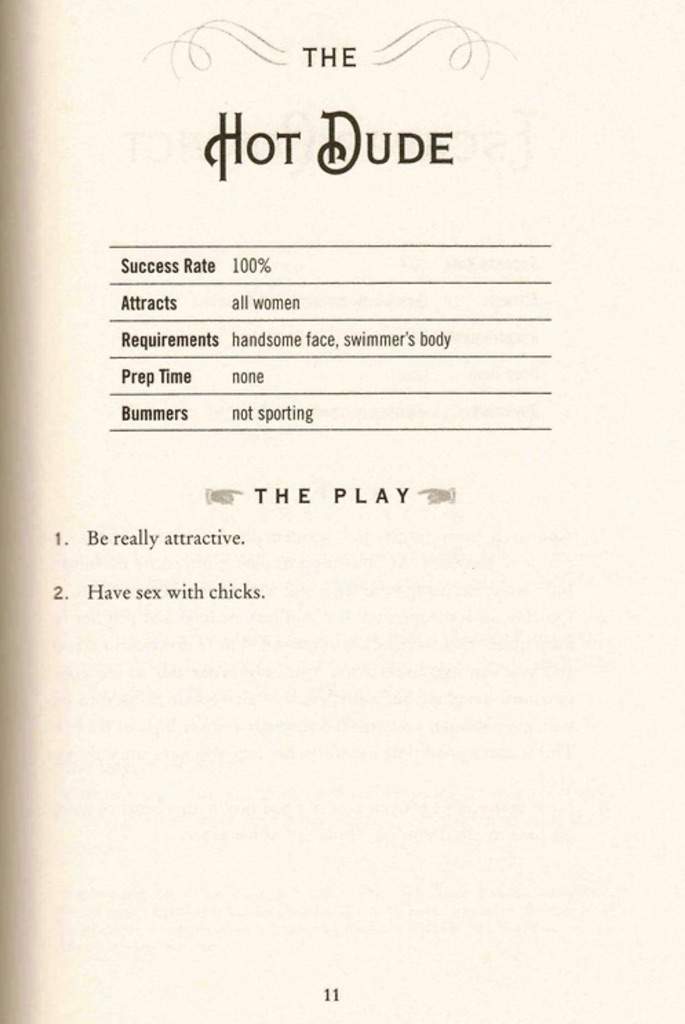 THE
HOT DUDE
Success Rate 100%
Attracts all women
Requirements handsome face, swimmer's body
Prep Time none
Bummers not sporting
THE PLAY
1. Be really attractive.
2. Have sex with chicks.
11